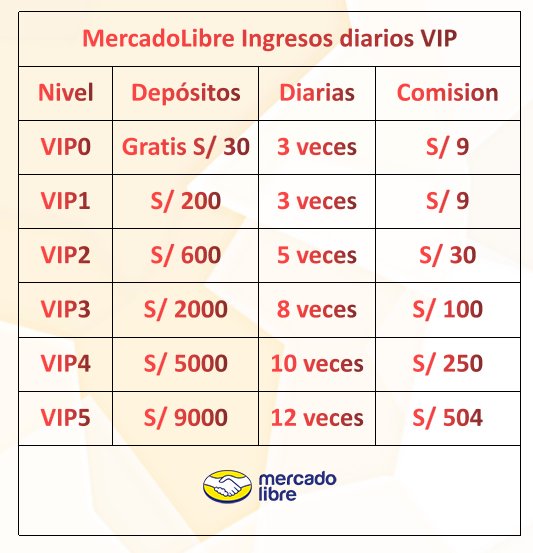 MercadoLibre Ingresos diarios VIP
Nivel Depósitos Diarias Comision
VIP0 Gratis S/ 30 3 veces S/ 9
VIP1 S/ 200 3 veces S/ 9
VIP2 S/ 600 5 veces S/ 30
VIP3 S/ 2000 8 veces S/ 100
VIP4 S/ 5000 10 veces S/ 250
VIP5 S/ 9000 12 veces S/ 504
mercado
libre